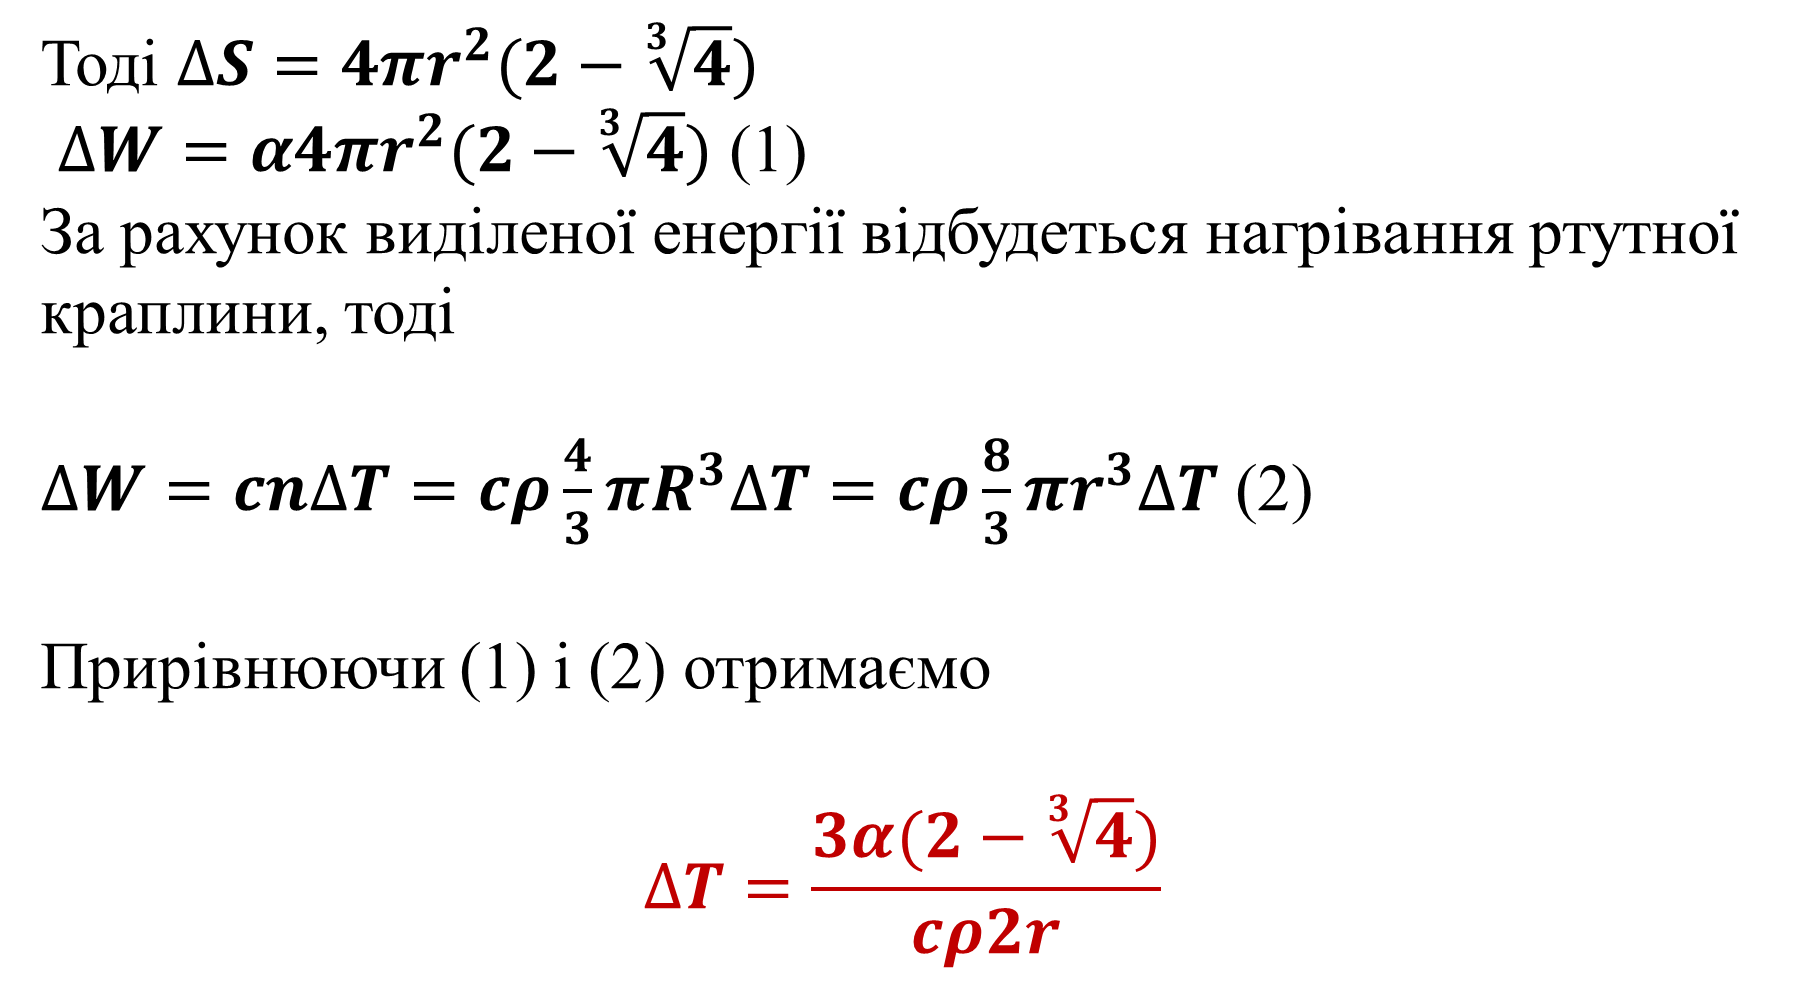 Тоді ΔS = 4πr²(2 − ∛4)
ΔW = α4πr²(2 − ∛4) (1)
За рахунок виділеної енергії відбудеться нагрівання ртутної
краплини, тоді
ΔW = cnΔT = cρ 4/3 πR³ΔT = cρ 8/3 πr³ΔT (2)
Прирівнюючи (1) і (2) отримаємо
ΔT = 3α(2 − ∛4) / cρ2r